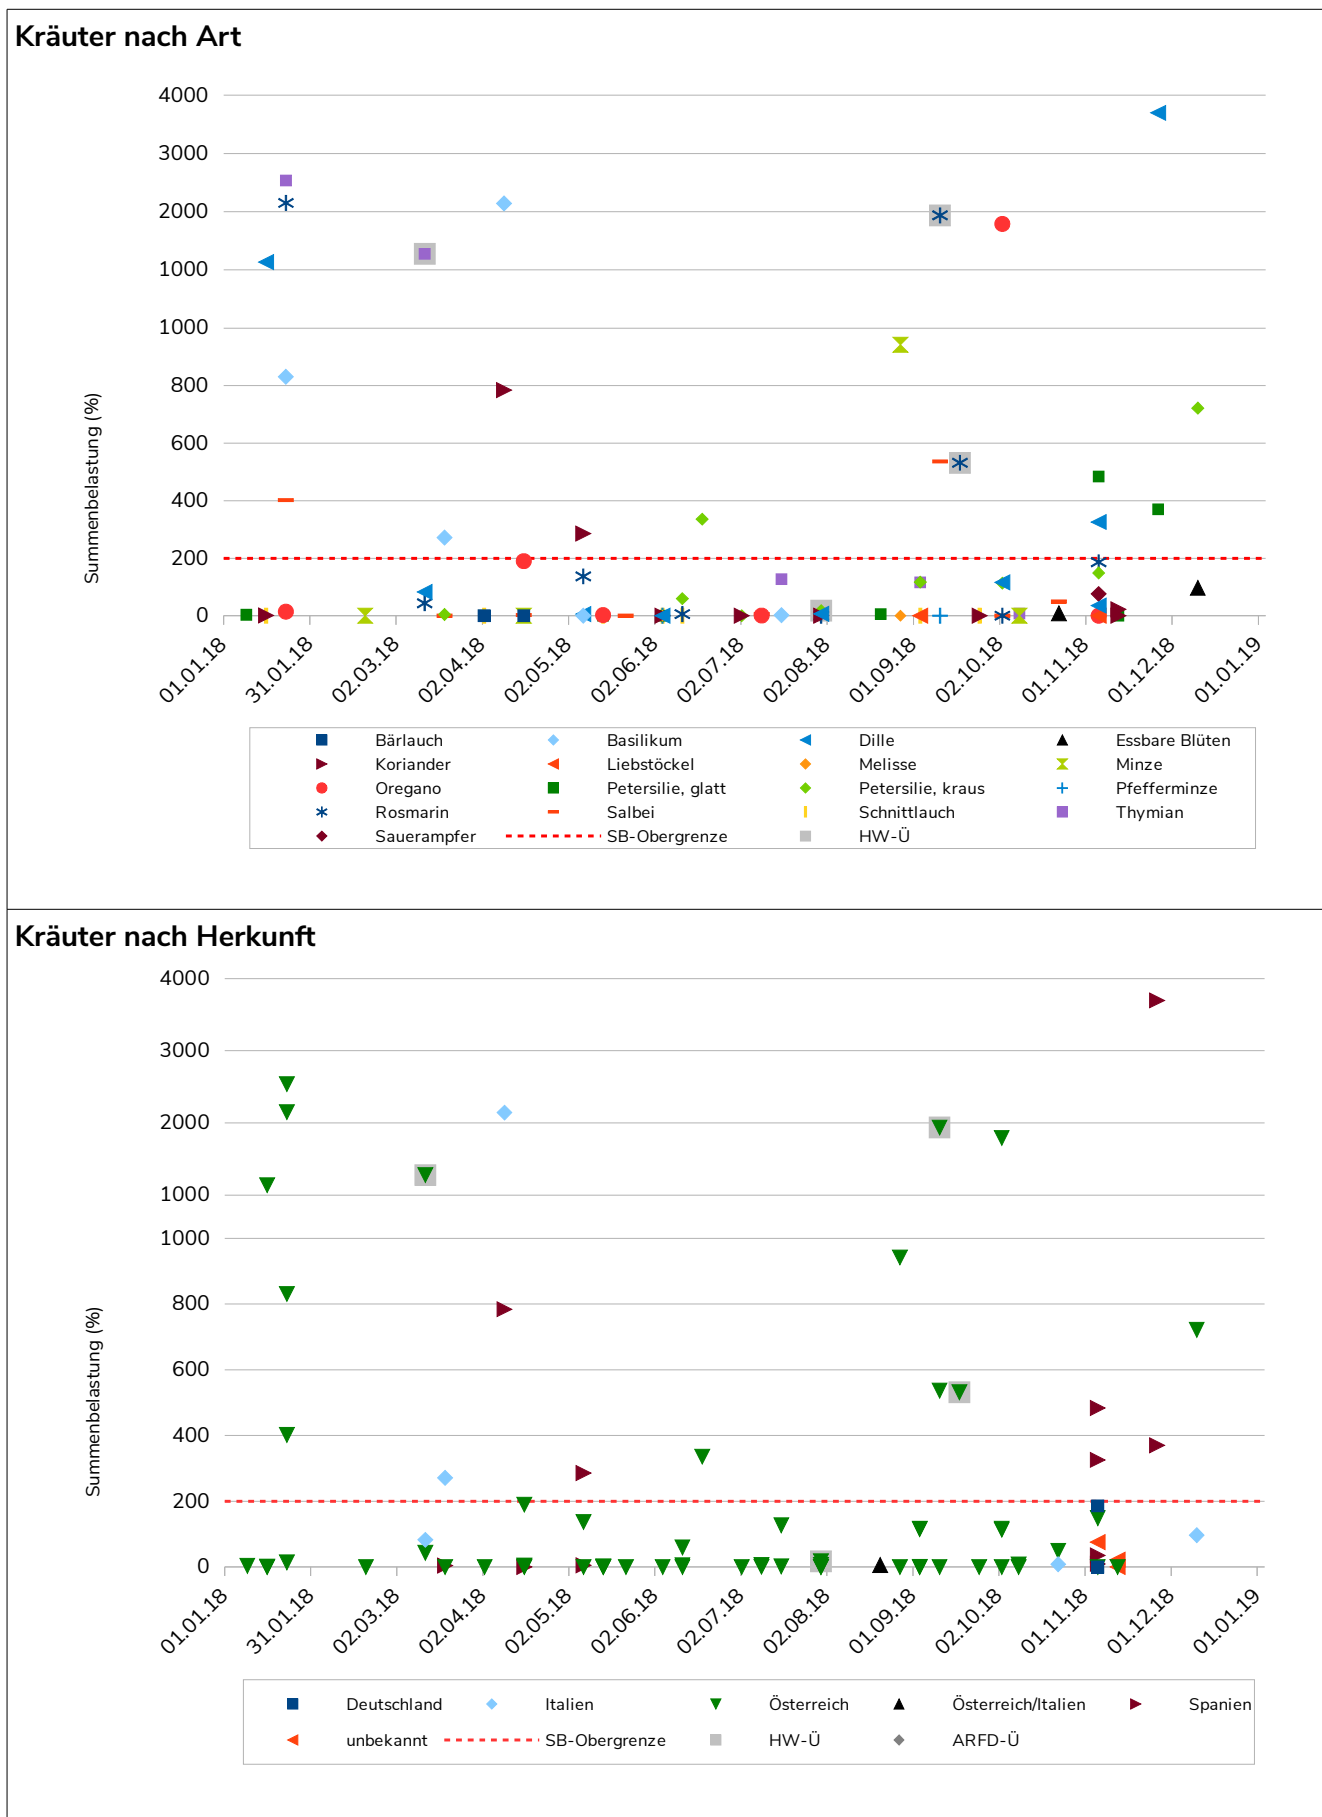 Kräuter nach Art
4000
3000
2000
1000
1000
800
600
400
200
0
Summenbelastung (%)
01.01.18 31.01.18 02.03.18 02.04.18 02.05.18 02.06.18 02.07.18 02.08.18 01.09.18 02.10.18 01.11.18 01.12.18 01.01.19
Bärlauch Basilikum Dille Essbare Blüten
Koriander Liebstöckel Melisse Minze
Oregano Petersilie, glatt Petersilie, kraus Pfefferminze
Rosmarin Salbei Schnittlauch Thymian
Sauerampfer SB-Obergrenze HW-Ü
Kräuter nach Herkunft
4000
3000
2000
1000
1000
800
600
400
200
0
Summenbelastung (%)
01.01.18 31.01.18 02.03.18 02.04.18 02.05.18 02.06.18 02.07.18 02.08.18 01.09.18 02.10.18 01.11.18 01.12.18 01.01.19
Deutschland Italien Österreich Österreich/Italien Spanien
unbekannt SB-Obergrenze HW-Ü ARFD-Ü